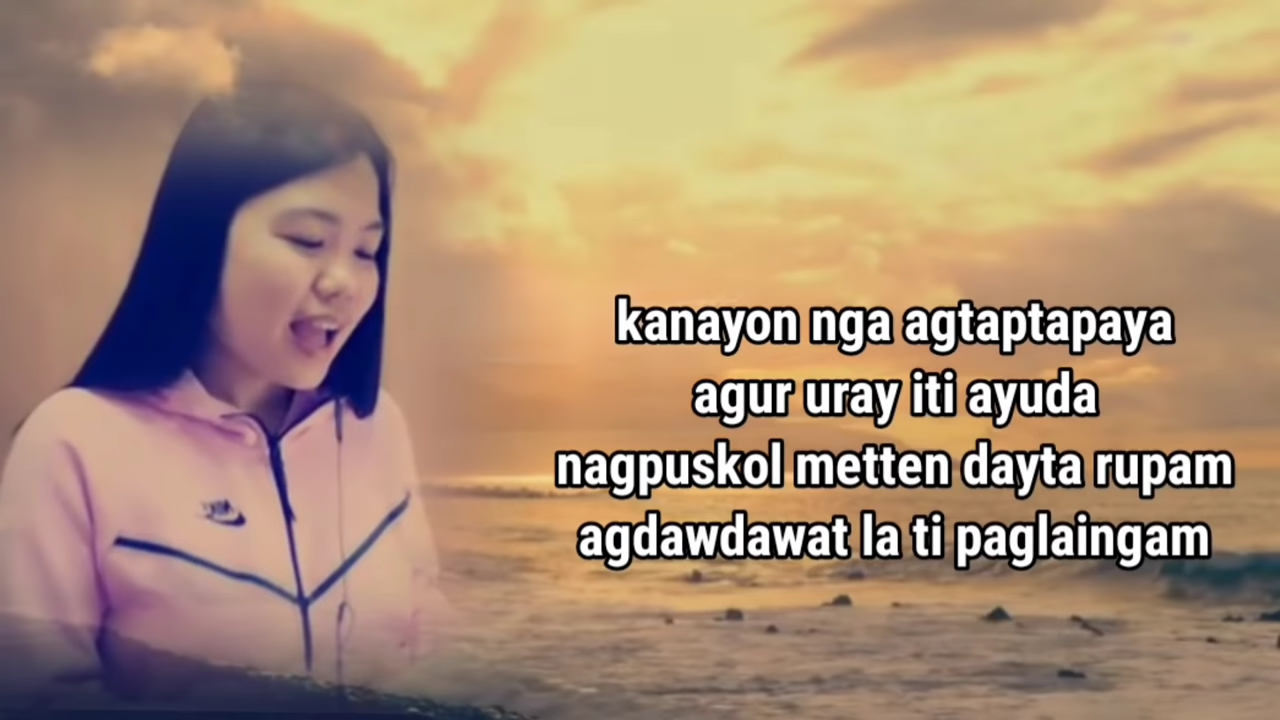 kanayon nga agtaptapaya
agur uray iti ayuda
nagpuskol metten dayta rupam
agdawdawat la ti paglaingam